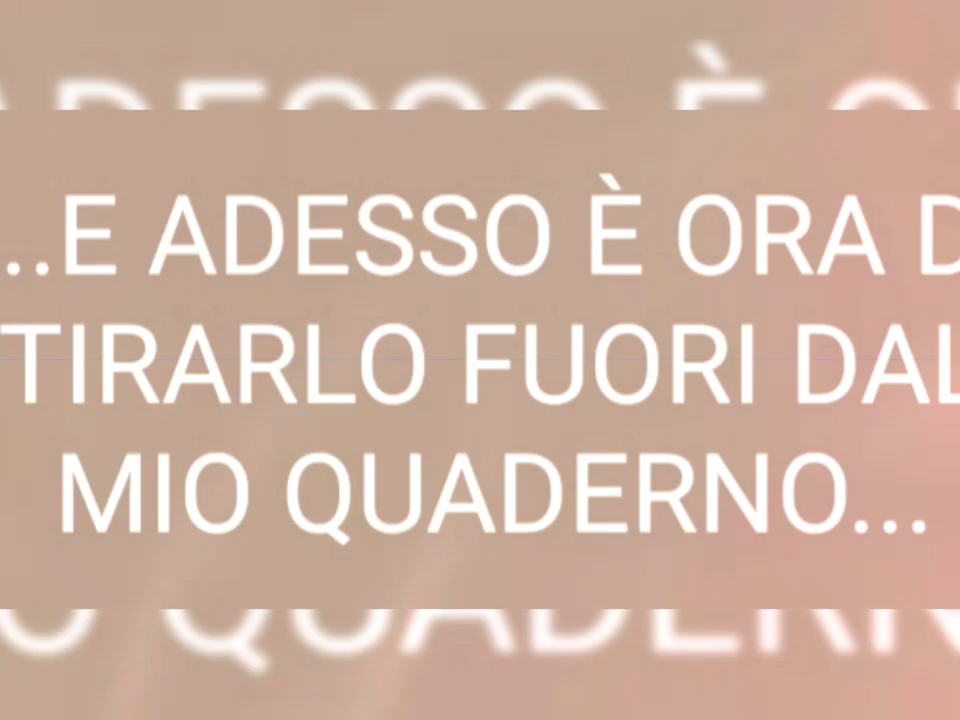 ..E ADESSO È ORA D
TIRARLO FUORI DAL
MIO QUADERNO...